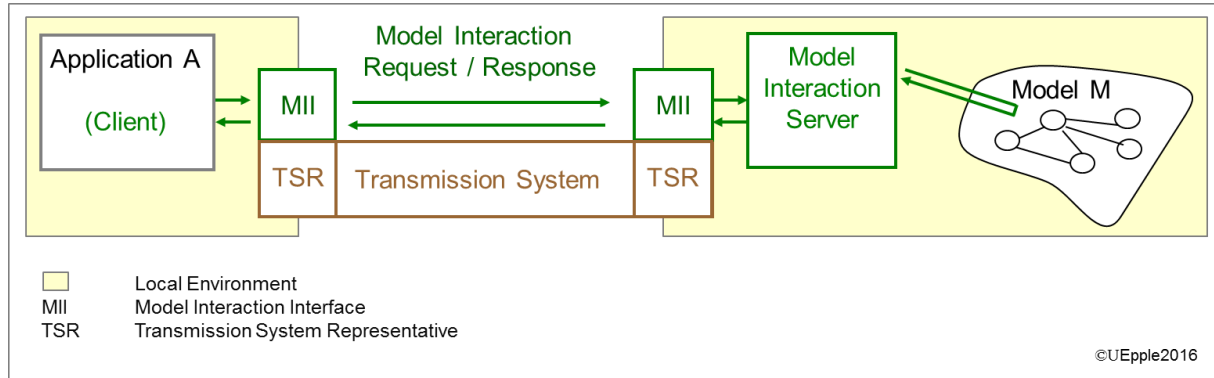 Application A
(Client)
MII
Model Interaction
Request / Response
MII
Model
Interaction
Server
Model M
TSR
Transmission System
TSR
Local Environment
MII Model Interaction Interface
TSR Transmission System Representative
©UEpple2016